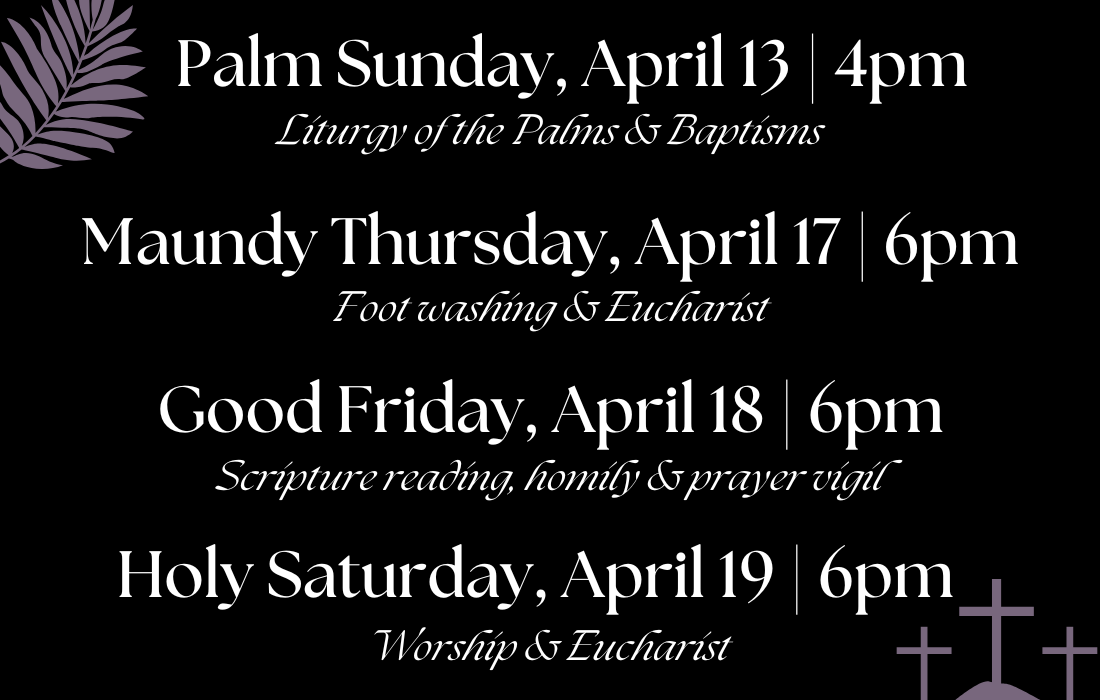 Palm Sunday, April 13 | 4pm
Liturgy of the Palms & Baptisms
Maundy Thursday, April 17 | 6pm
Foot washing & Eucharist
Good Friday, April 18 | 6pm
Scripture reading, homily & prayer vigil
Holy Saturday, April 19 | 6pm
Worship & Eucharist